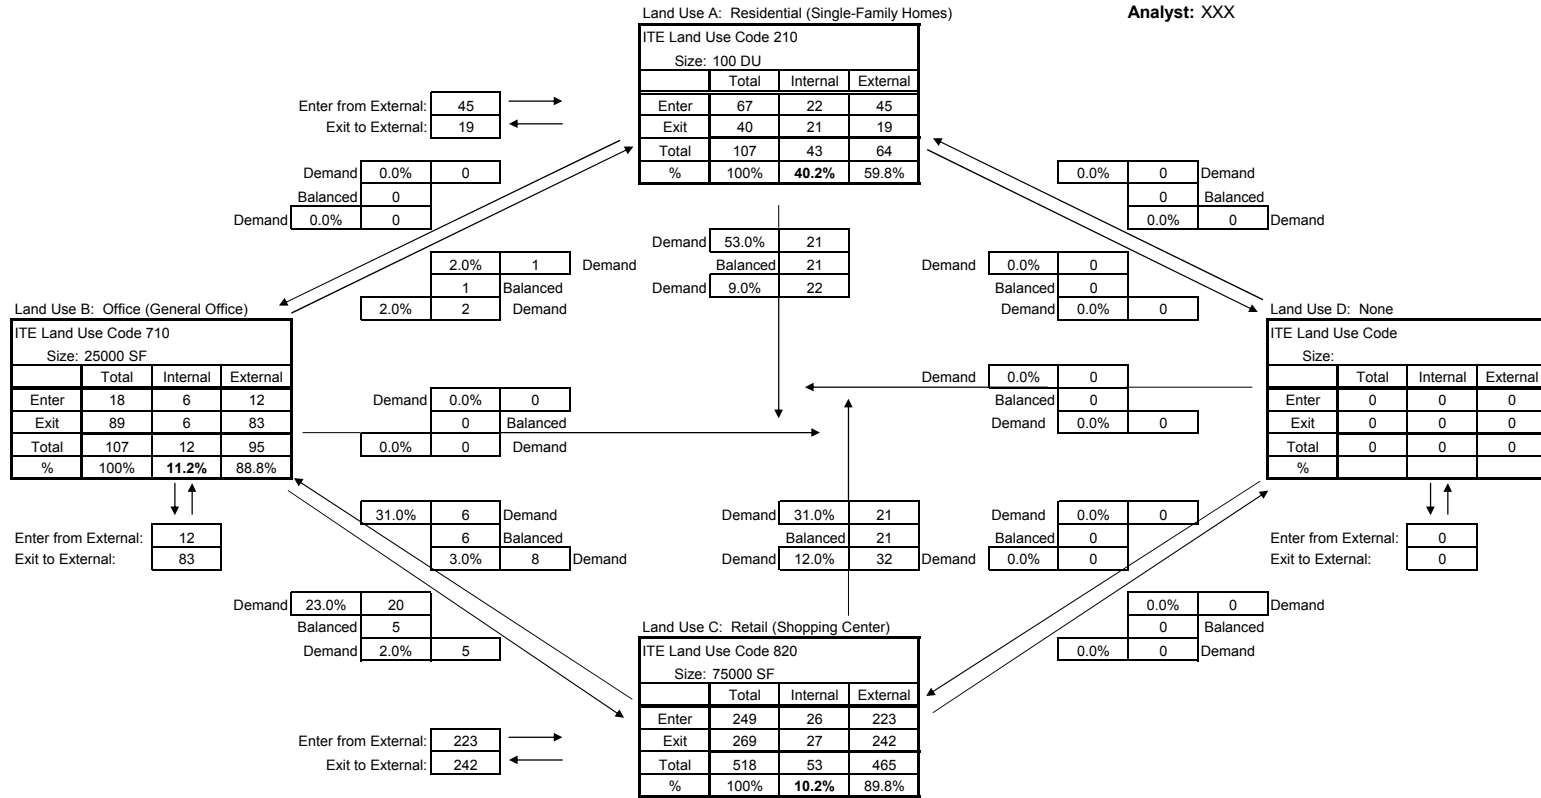 Land Use A: Residential (Single-Family Homes)
Analyst: XXX
ITE Land Use Code 210
Size: 100 DU
Total Internal External
Enter 67 22 45
Exit 40 21 19
Total 107 43 64
% 100% 40.2% 59.8%
Enter from External: 45
Exit to External: 19
Demand 0.0% 0
Balanced 0
Demand 0.0% 0
0.0% 0 Demand
0 Balanced
0.0% 0 Demand
2.0% 1 Demand
1 Balanced
2.0% 2 Demand
Demand 53.0% 21
Balanced 21
Demand 9.0% 22
Demand 0.0% 0
Balanced 0
Demand 0.0% 0
Land Use B: Office (General Office)
ITE Land Use Code 710
Size: 25000 SF
Total Internal External
Enter 18 6 12
Exit 89 6 83
Total 107 12 95
% 100% 11.2% 88.8%
Enter from External: 12
Exit to External: 83
Demand 0.0% 0
0 Balanced
0.0% 0 Demand
Demand 0.0% 0
Balanced 0
Demand 0.0% 0
Land Use D: None
ITE Land Use Code
Size:
Total Internal External
Enter 0 0 0
Exit 0 0 0
Total 0 0 0
%
Enter from External: 0
Exit to External: 0
31.0% 6 Demand
6 Balanced
3.0% 8 Demand
Demand 31.0% 21
Balanced 21
Demand 12.0% 32
Demand 0.0% 0
Balanced 0
Demand 0.0% 0
Demand 23.0% 20
Balanced 5
Demand 2.0% 5
0.0% 0 Demand
0 Balanced
0.0% 0 Demand
Land Use C: Retail (Shopping Center)
ITE Land Use Code 820
Size: 75000 SF
Total Internal External
Enter 249 26 223
Exit 269 27 242
Total 518 53 465
% 100% 10.2% 89.8%
Enter from External: 223
Exit to External: 242